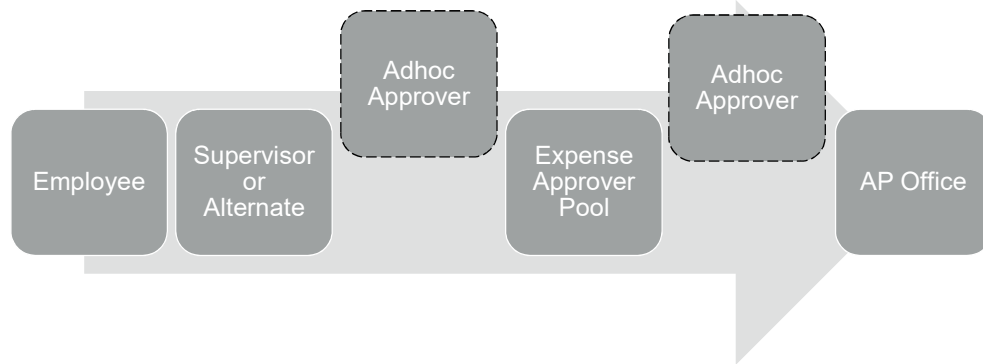 Employee
Supervisor
or
Alternate
Adhoc
Approver
Expense
Approver
Pool
Adhoc
Approver
AP Office